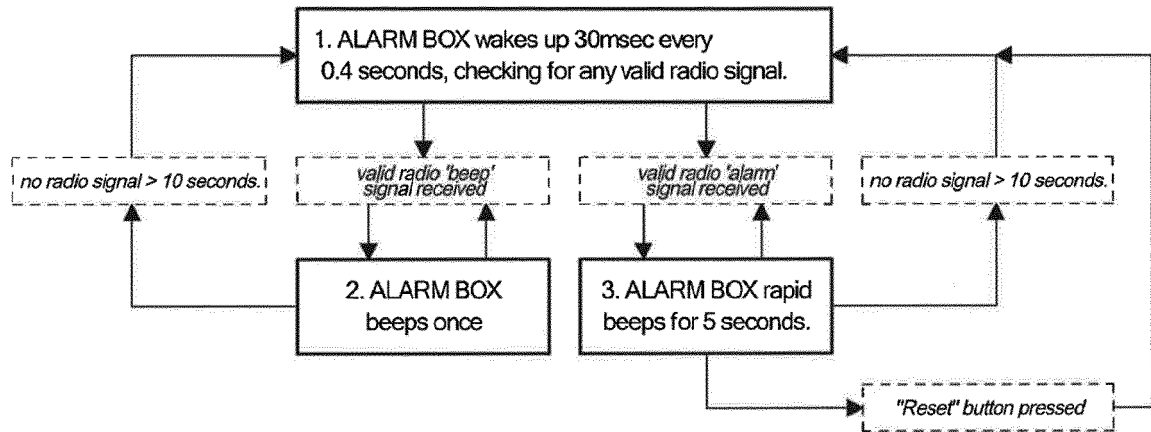 1. ALARM BOX wakes up 30msec every
0.4 seconds, checking for any valid radio signal.
no radio signal > 10 seconds.
valid radio 'beep'
signal received
valid radio 'alarm'
signal received
no radio signal > 10 seconds.
2. ALARM BOX
beeps once
3. ALARM BOX rapid
beeps for 5 seconds.
"Reset" button pressed